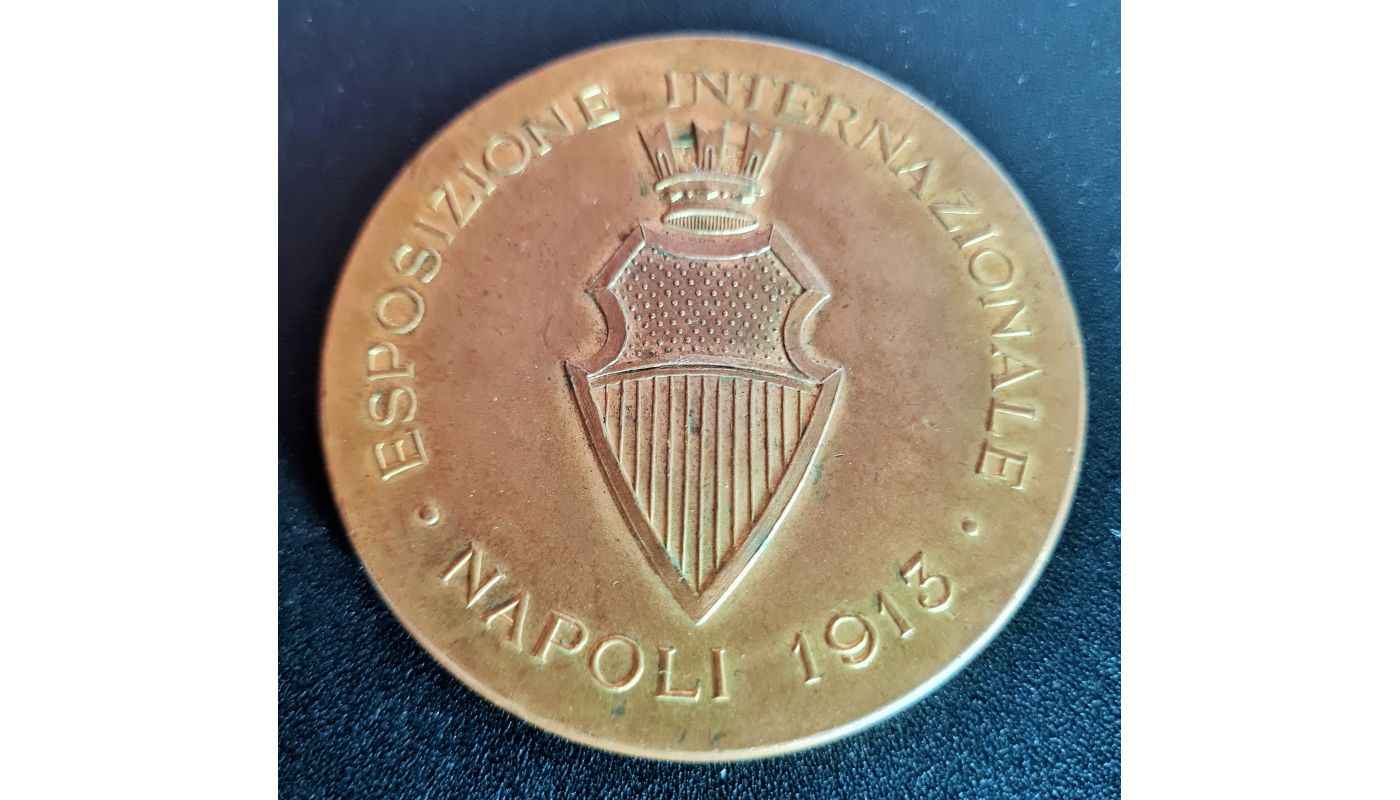 ESPOSIZIONE INTERNAZIONALE
· NAPOLI 1913 ·